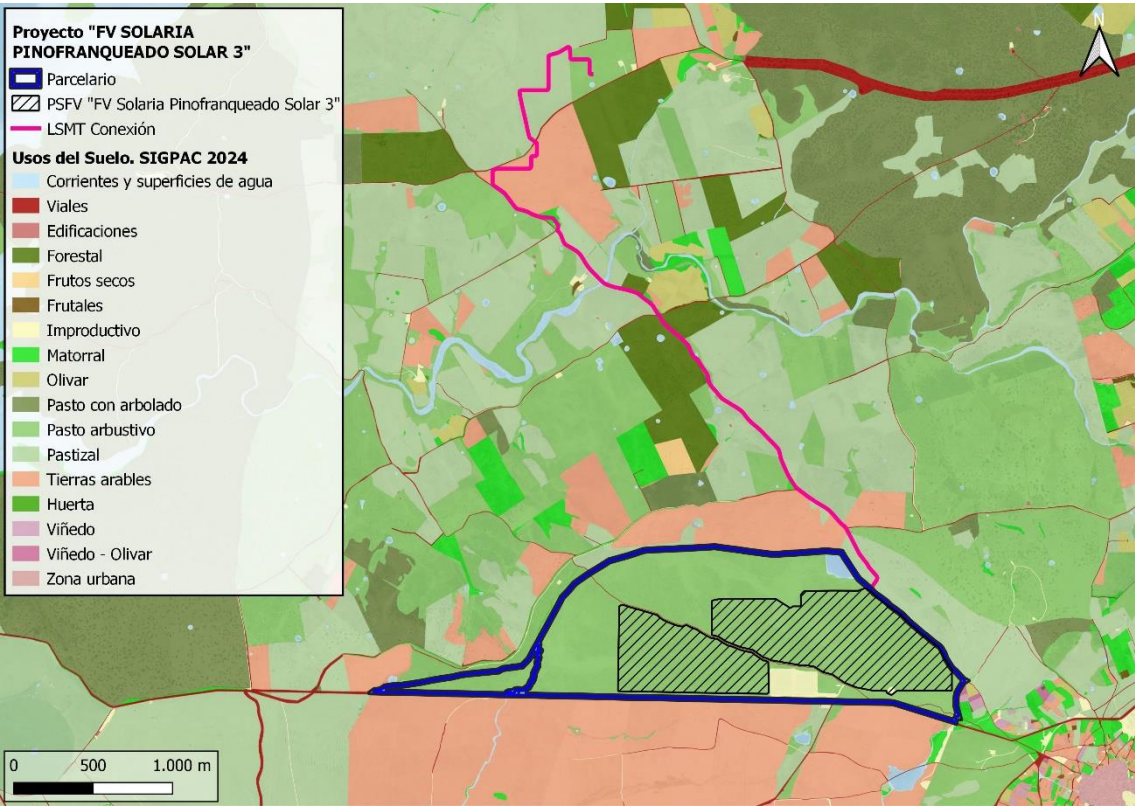 Proyecto "FV SOLARIA
PINOFRANQUEADO SOLAR 3"
Parcelario
PSFV "FV Solaria Pinofranqueado Solar 3"
LSMT Conexión
Usos del Suelo. SIGPAC 2024
Corrientes y superficies de agua
Viales
Edificaciones
Forestal
Frutos secos
Frutales
Improductivo
Matorral
Olivar
Pasto con arbolado
Pasto arbustivo
Pastizal
Tierras arables
Huerta
Viñedo
Viñedo - Olivar
Zona urbana
N
0 500 1.000 m